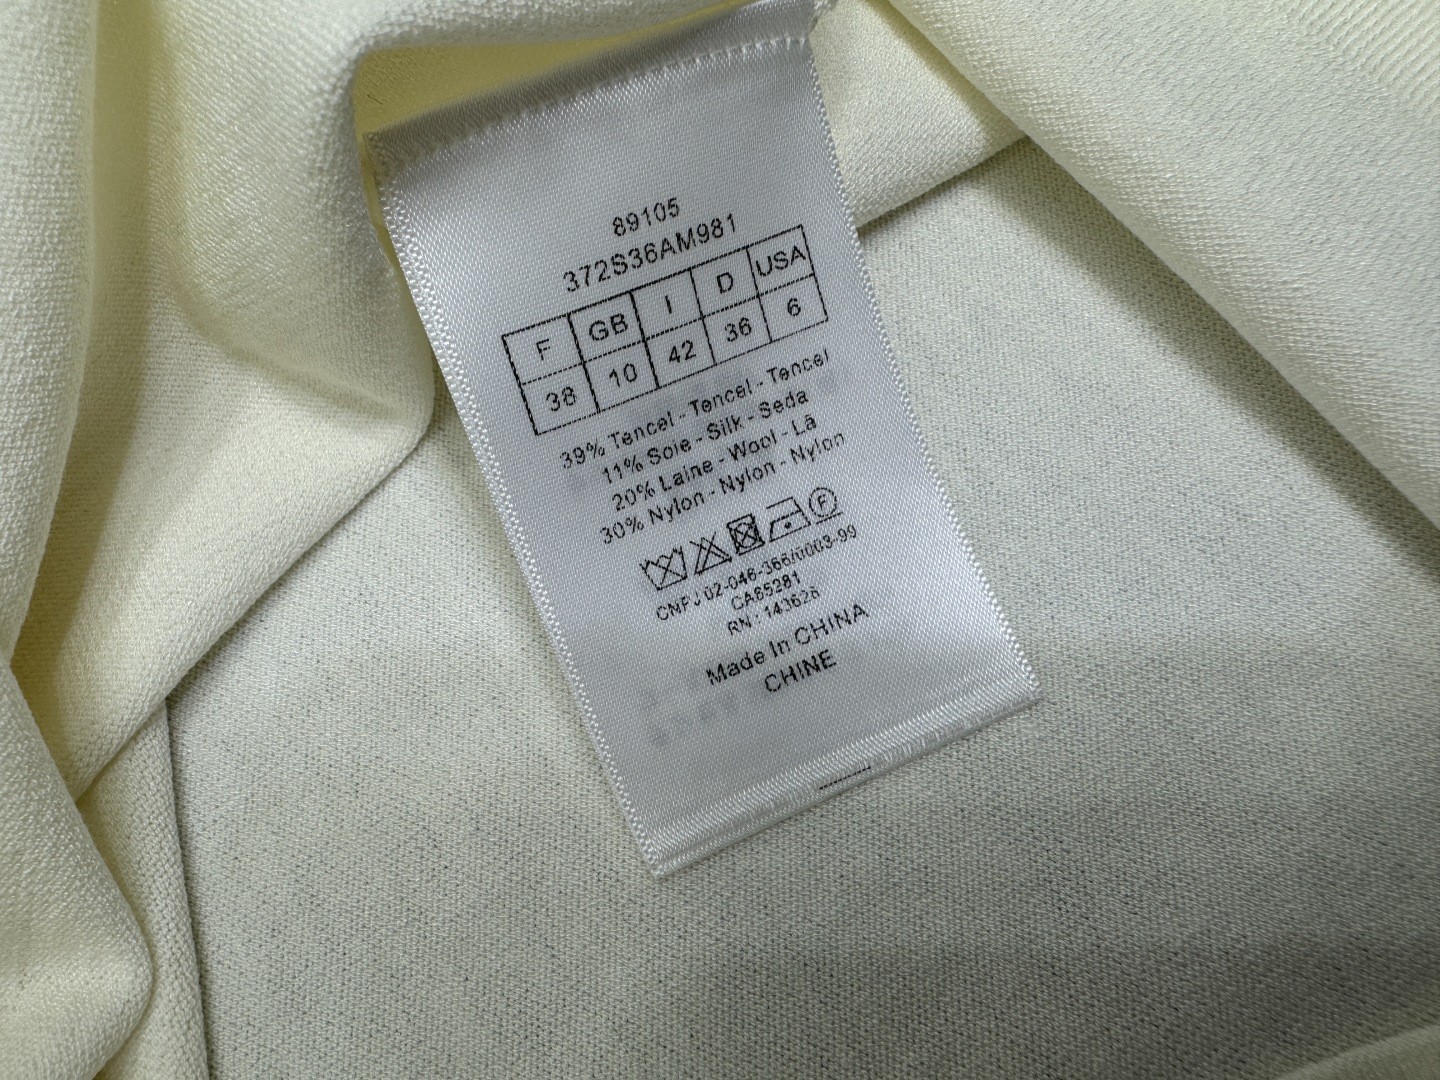 89105
372S36AM981
F GB I D USA
38 10 42 36 6
39% Tencel - Tencel - Tencel
11% Soie - Silk - Seda
20% Laine - Wool - Lã
30% Nylon - Nylon - Nylon
F
CNPJ 02-046-366/0003-99
CA65281
RN: 143626
Made In CHINA
CHINE